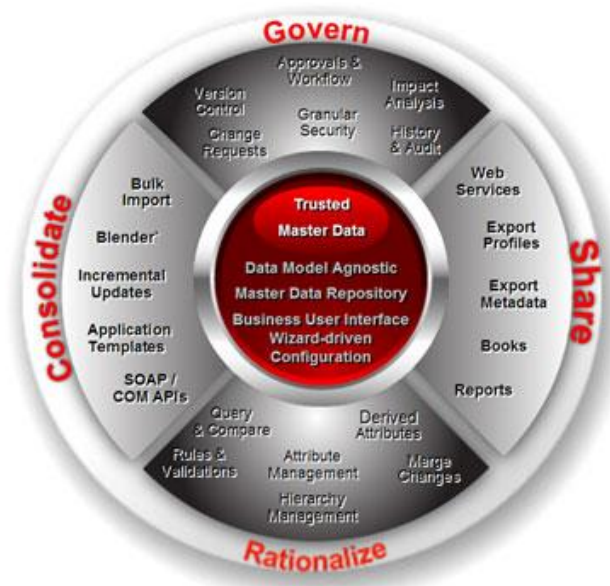 Govern
Approvals &
Workflow
Version
Control
Impact
Analysis
Granular
Security
Change
Requests
History
& Audit
Consolidate
Bulk
Import
Blender*
Incremental
Updates
Application
Templates
SOAP /
COM APIs
Trusted
Master Data
Data Model Agnostic
Master Data Repository
Business User Interface
Wizard-driven
Configuration
Share
Web
Services
Export
Profiles
Export
Metadata
Books
Reports
Query
& Compare
Derived
Attributes
Rules &
Validations
Attribute
Management
Merge
Changes
Hierarchy
Management
Rationalize